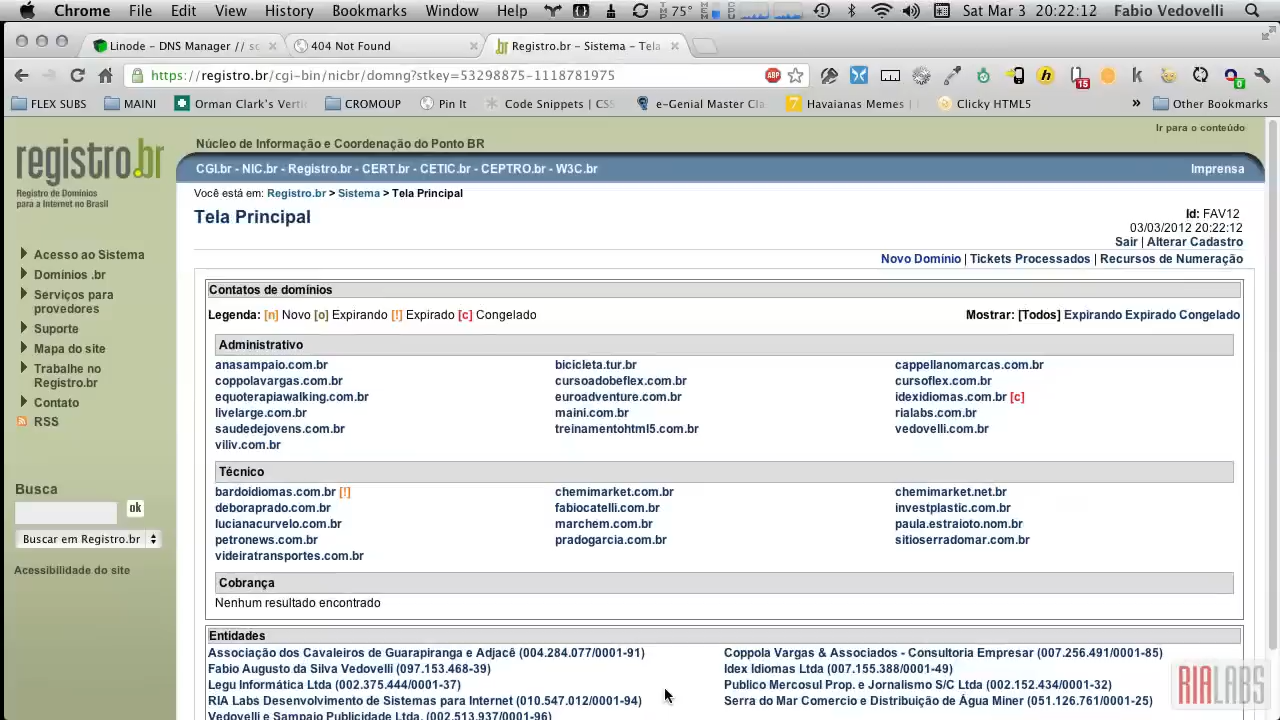 Chrome File Edit View History Bookmarks Window Help 75° Sat Mar 3 20:22:12 Fabio Vedovelli
Linode - DNS Manager // sc
404 Not Found
Registro.br - Sistema - Tela
https://registro.br/cgi-bin/nicbr/domng?stkey=53298875-1118781975
ABP
15
0
FLEX SUBS MAINI Orman Clark's Verti CROMOUP Pin It Code Snippets | CSS e-Genial Master Cla Havaianas Memes | Clicky HTML5 » Other Bookmarks
Ir para o conteúdo
registro.br
Registro de Domínios
para a Internet no Brasil
Núcleo de Informação e Coordenação do Ponto BR
CGI.br - NIC.br - Registro.br - CERT.br - CETIC.br - CEPTRO.br - W3C.br
Imprensa
Você está em: Registro.br > Sistema > Tela Principal
Tela Principal
Id: FAV12
03/03/2012 20:22:12
Sair | Alterar Cadastro
Novo Domínio | Tickets Processados | Recursos de Numeração
Acesso ao Sistema
Domínios .br
Serviços para
provedores
Suporte
Mapa do site
Trabalhe no
Registro.br
Contato
RSS
Busca
ok
Buscar em Registro.br
Acessibilidade do site
Contatos de domínios
Legenda: [n] Novo [o] Expirando [!] Expirado [c] Congelado
Mostrar: [Todos] Expirando Expirado Congelado
Administrativo
anasampaio.com.br bicicleta.tur.br cappellanomarcas.com.br
coppolavargas.com.br cursoadobeflex.com.br cursoflex.com.br
equoterapiawalking.com.br euroadventure.com.br idexidiomas.com.br [c]
livelarge.com.br maini.com.br rialabs.com.br
saudedejovens.com.br treinamentohtml5.com.br vedovelli.com.br
viliv.com.br
Técnico
bardoidiomas.com.br [!] chemimarket.com.br chemimarket.net.br
deboraprado.com.br fabiocatelli.com.br investplastic.com.br
lucianacurvelo.com.br marchem.com.br paula.estraioto.nom.br
petronews.com.br pradogarcia.com.br sitioserradomar.com.br
videiratransportes.com.br
Cobrança
Nenhum resultado encontrado
Entidades
Associação dos Cavaleiros de Guarapiranga e Adjacê (004.284.077/0001-91) Coppola Vargas & Associados - Consultoria Empresar (007.256.491/0001-85)
Fabio Augusto da Silva Vedovelli (097.153.468-39) Idex Idiomas Ltda (007.155.388/0001-49)
Legu Informática Ltda (002.375.444/0001-37) Publico Mercosul Prop. e Jornalismo S/C Ltda (002.152.434/0001-32)
RIA Labs Desenvolvimento de Sistemas para Internet (010.547.012/0001-94) Serra do Mar Comercio e Distribuição de Água Miner (051.126.761/0001-25)
Vedovelli e Sampaio Publicidade Ltda. (002.513.937/0001-96)
RIALABS